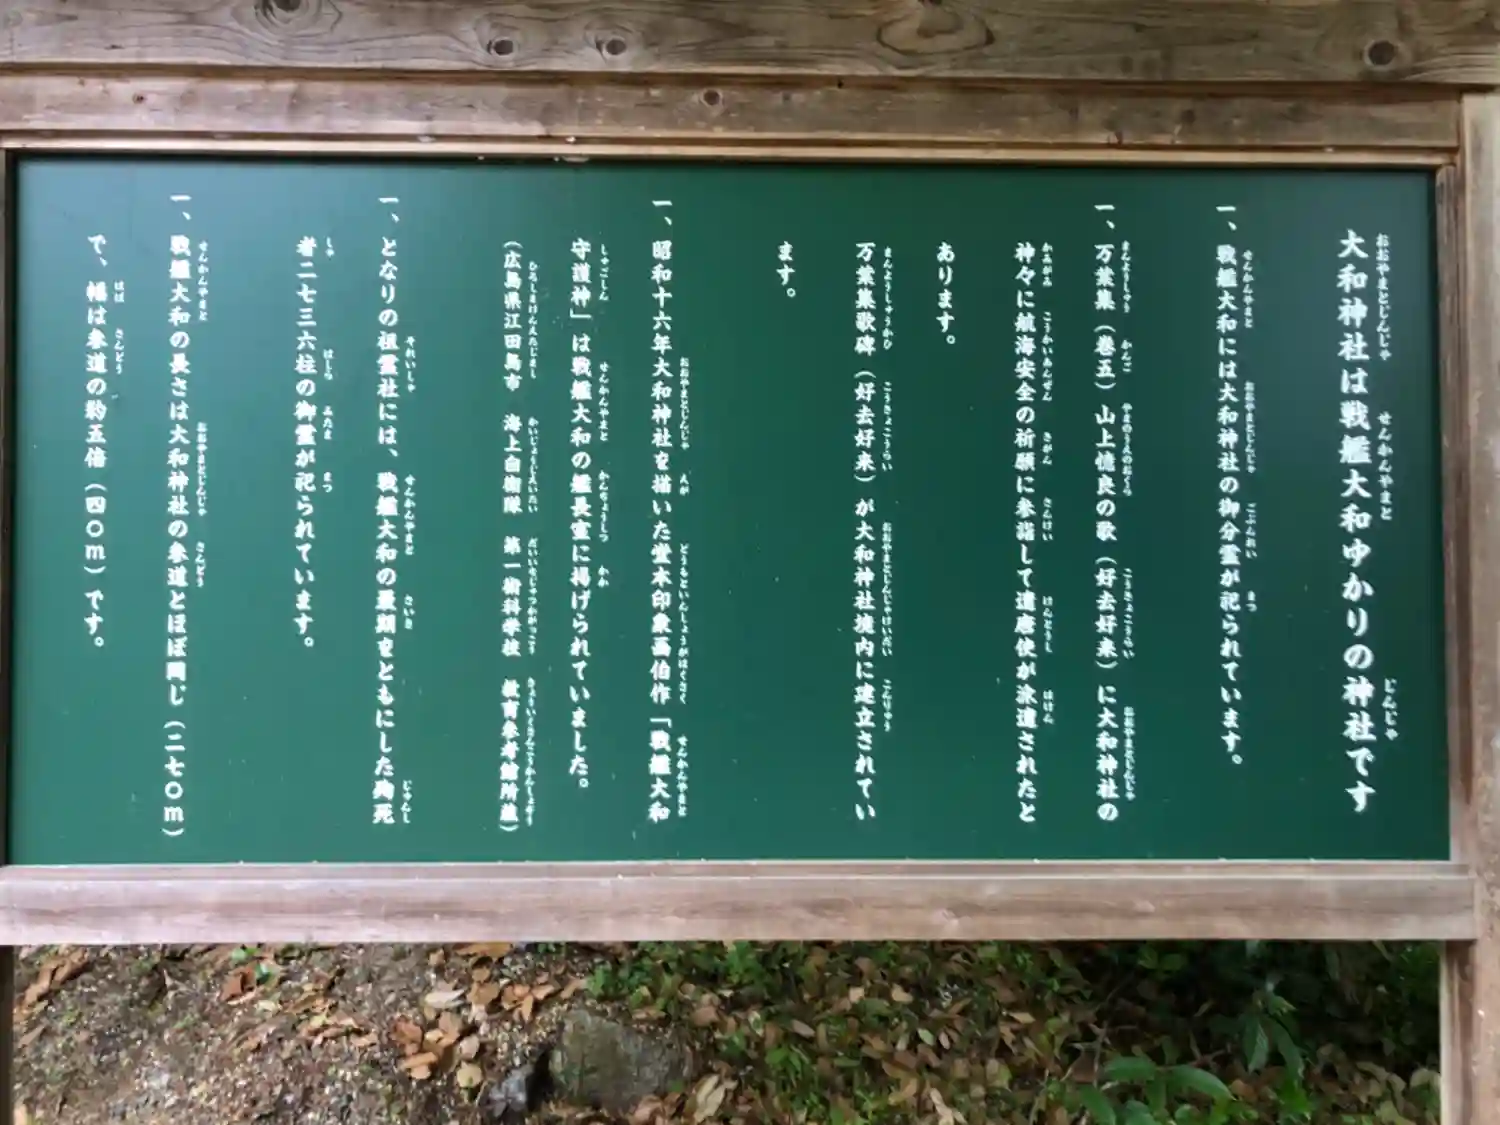 大和神社は戦艦大和ゆかりの神社です
一、戦艦大和には大和神社の御分霊が祀られています。
一、万葉集（巻五）山上憶良の歌（好去好来）に大和神社の
神々に航海安全の祈願に参詣して遣唐使が派遣されたと
あります。
万葉集歌碑（好去好来）が大和神社境内に建立されてい
ます。
一、昭和十六年大和神社を描いた堂本印象画伯作「戦艦大和
守護神」は戦艦大和の艦長室に掲げられていました。
（広島県江田島市　海上自衛隊　第一術科学校　教育参考館所蔵）
一、となりの祖霊社には、戦艦大和の最期をともにした殉死
者二七三六柱の御霊が祀られています。
一、戦艦大和の長さは大和神社の参道とほぼ同じ（二七〇ｍ）
で、幅は参道の約五倍（四〇ｍ）です。